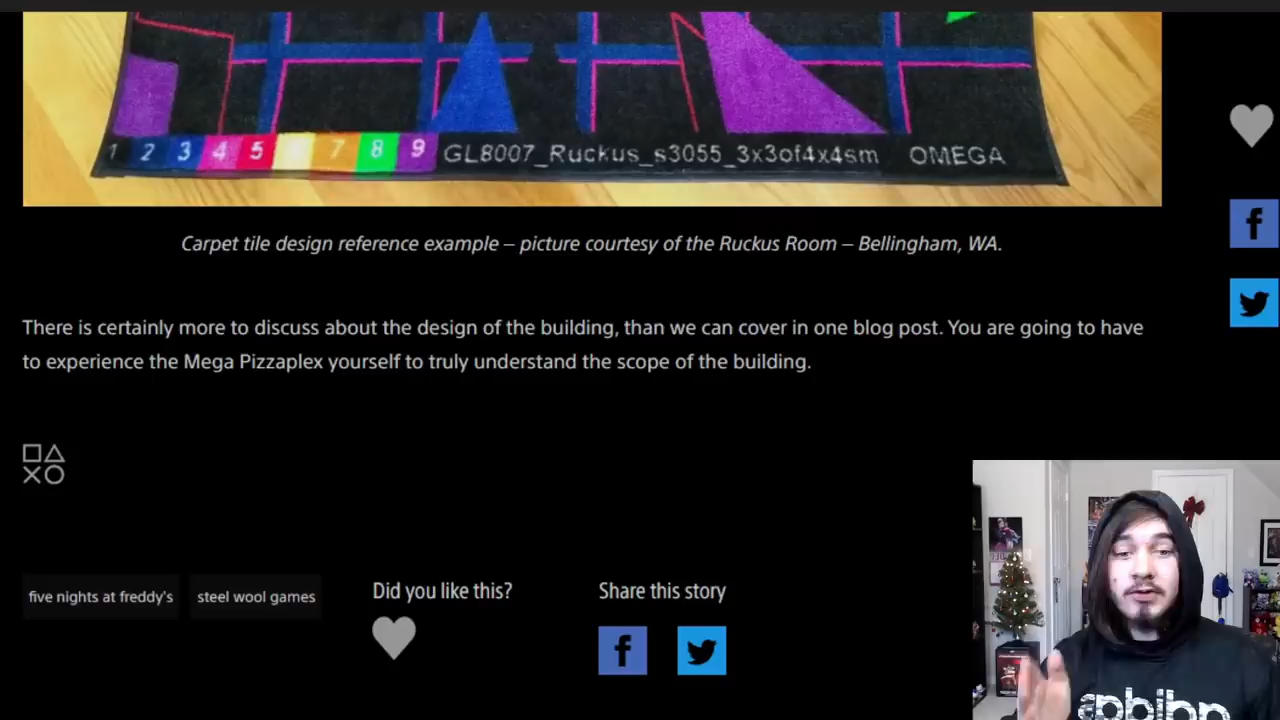 1 2 3 4 5 7 8 9 GL8007_Ruckus_s3055_3x3of4x4sm OMEGA
Carpet tile design reference example – picture courtesy of the Ruckus Room – Bellingham, WA.
There is certainly more to discuss about the design of the building, than we can cover in one blog post. You are going to have
to experience the Mega Pizzaplex yourself to truly understand the scope of the building.
five nights at freddy's
steel wool games
Did you like this?
Share this story